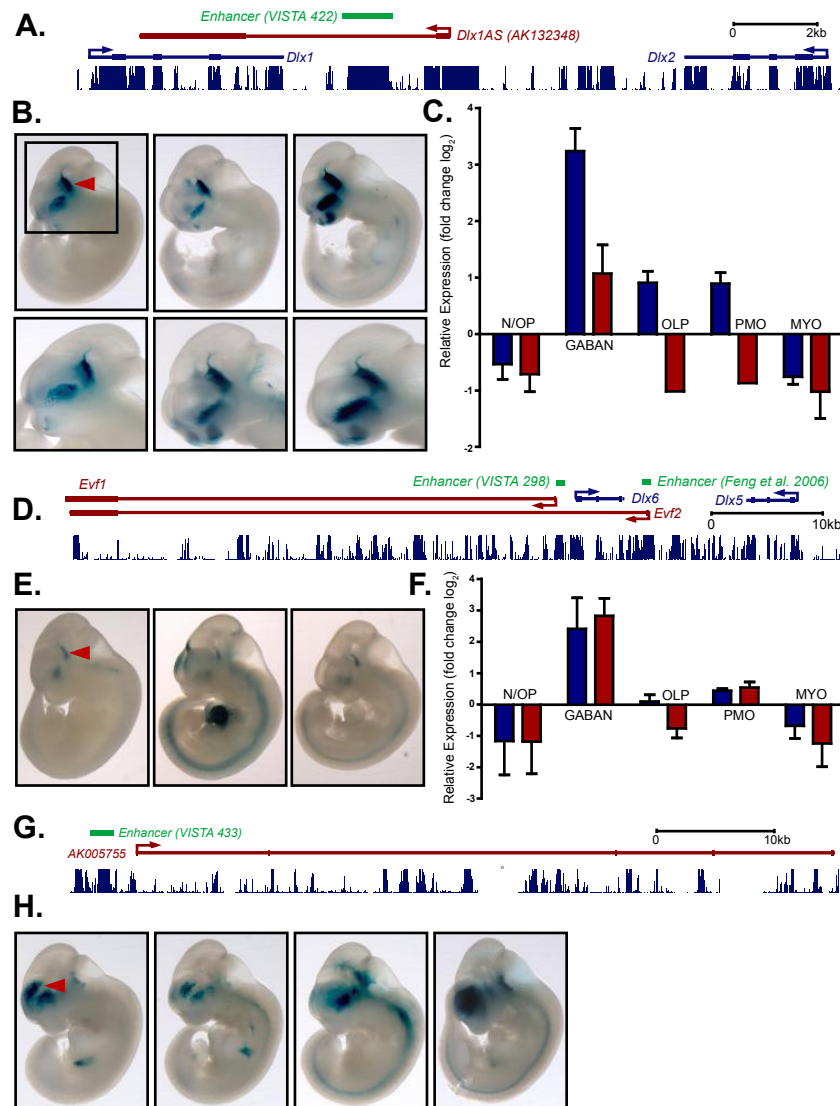 A.
Enhancer (VISTA 422)
0 2kb
Dlx1AS (AK132348)
Dlx1
Dlx2
B.
C.
Relative Expression (fold change log2)
4
3
2
1
0
-1
-2
N/OP
GABAN
OLP
PMO
MYO
D.
Evf1
Enhancer (VISTA 298)
Enhancer (Feng et al. 2006)
Dlx6
Dlx5
Evf2
0 10kb
E.
F.
Relative Expression (fold change log2)
4
3
2
1
0
-1
-2
-3
N/OP
GABAN
OLP
PMO
MYO
G.
Enhancer (VISTA 433)
0 10kb
AK005755
H.